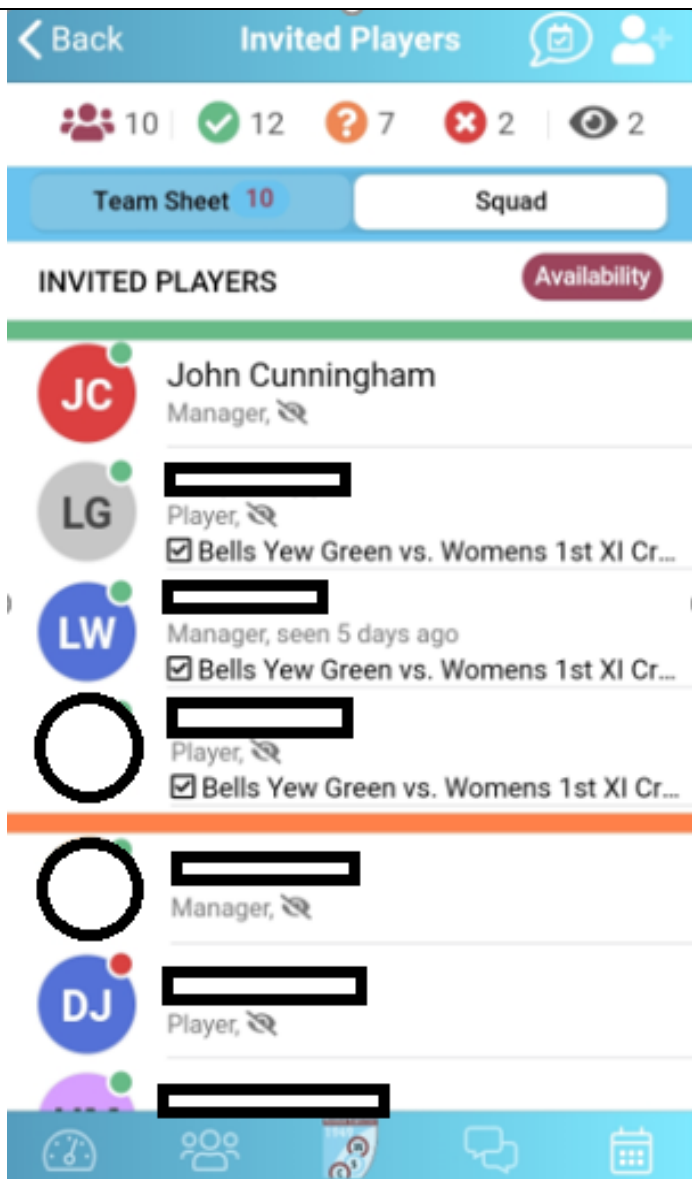 Back Invited Players
10 12 7 2 2
Team Sheet 10 Squad
INVITED PLAYERS Availability
JC John Cunningham
Manager,
LG
Player,
Bells Yew Green vs. Womens 1st XI Cr...
LW
Manager, seen 5 days ago
Bells Yew Green vs. Womens 1st XI Cr...
Player,
Bells Yew Green vs. Womens 1st XI Cr...
Manager,
DJ
Player,